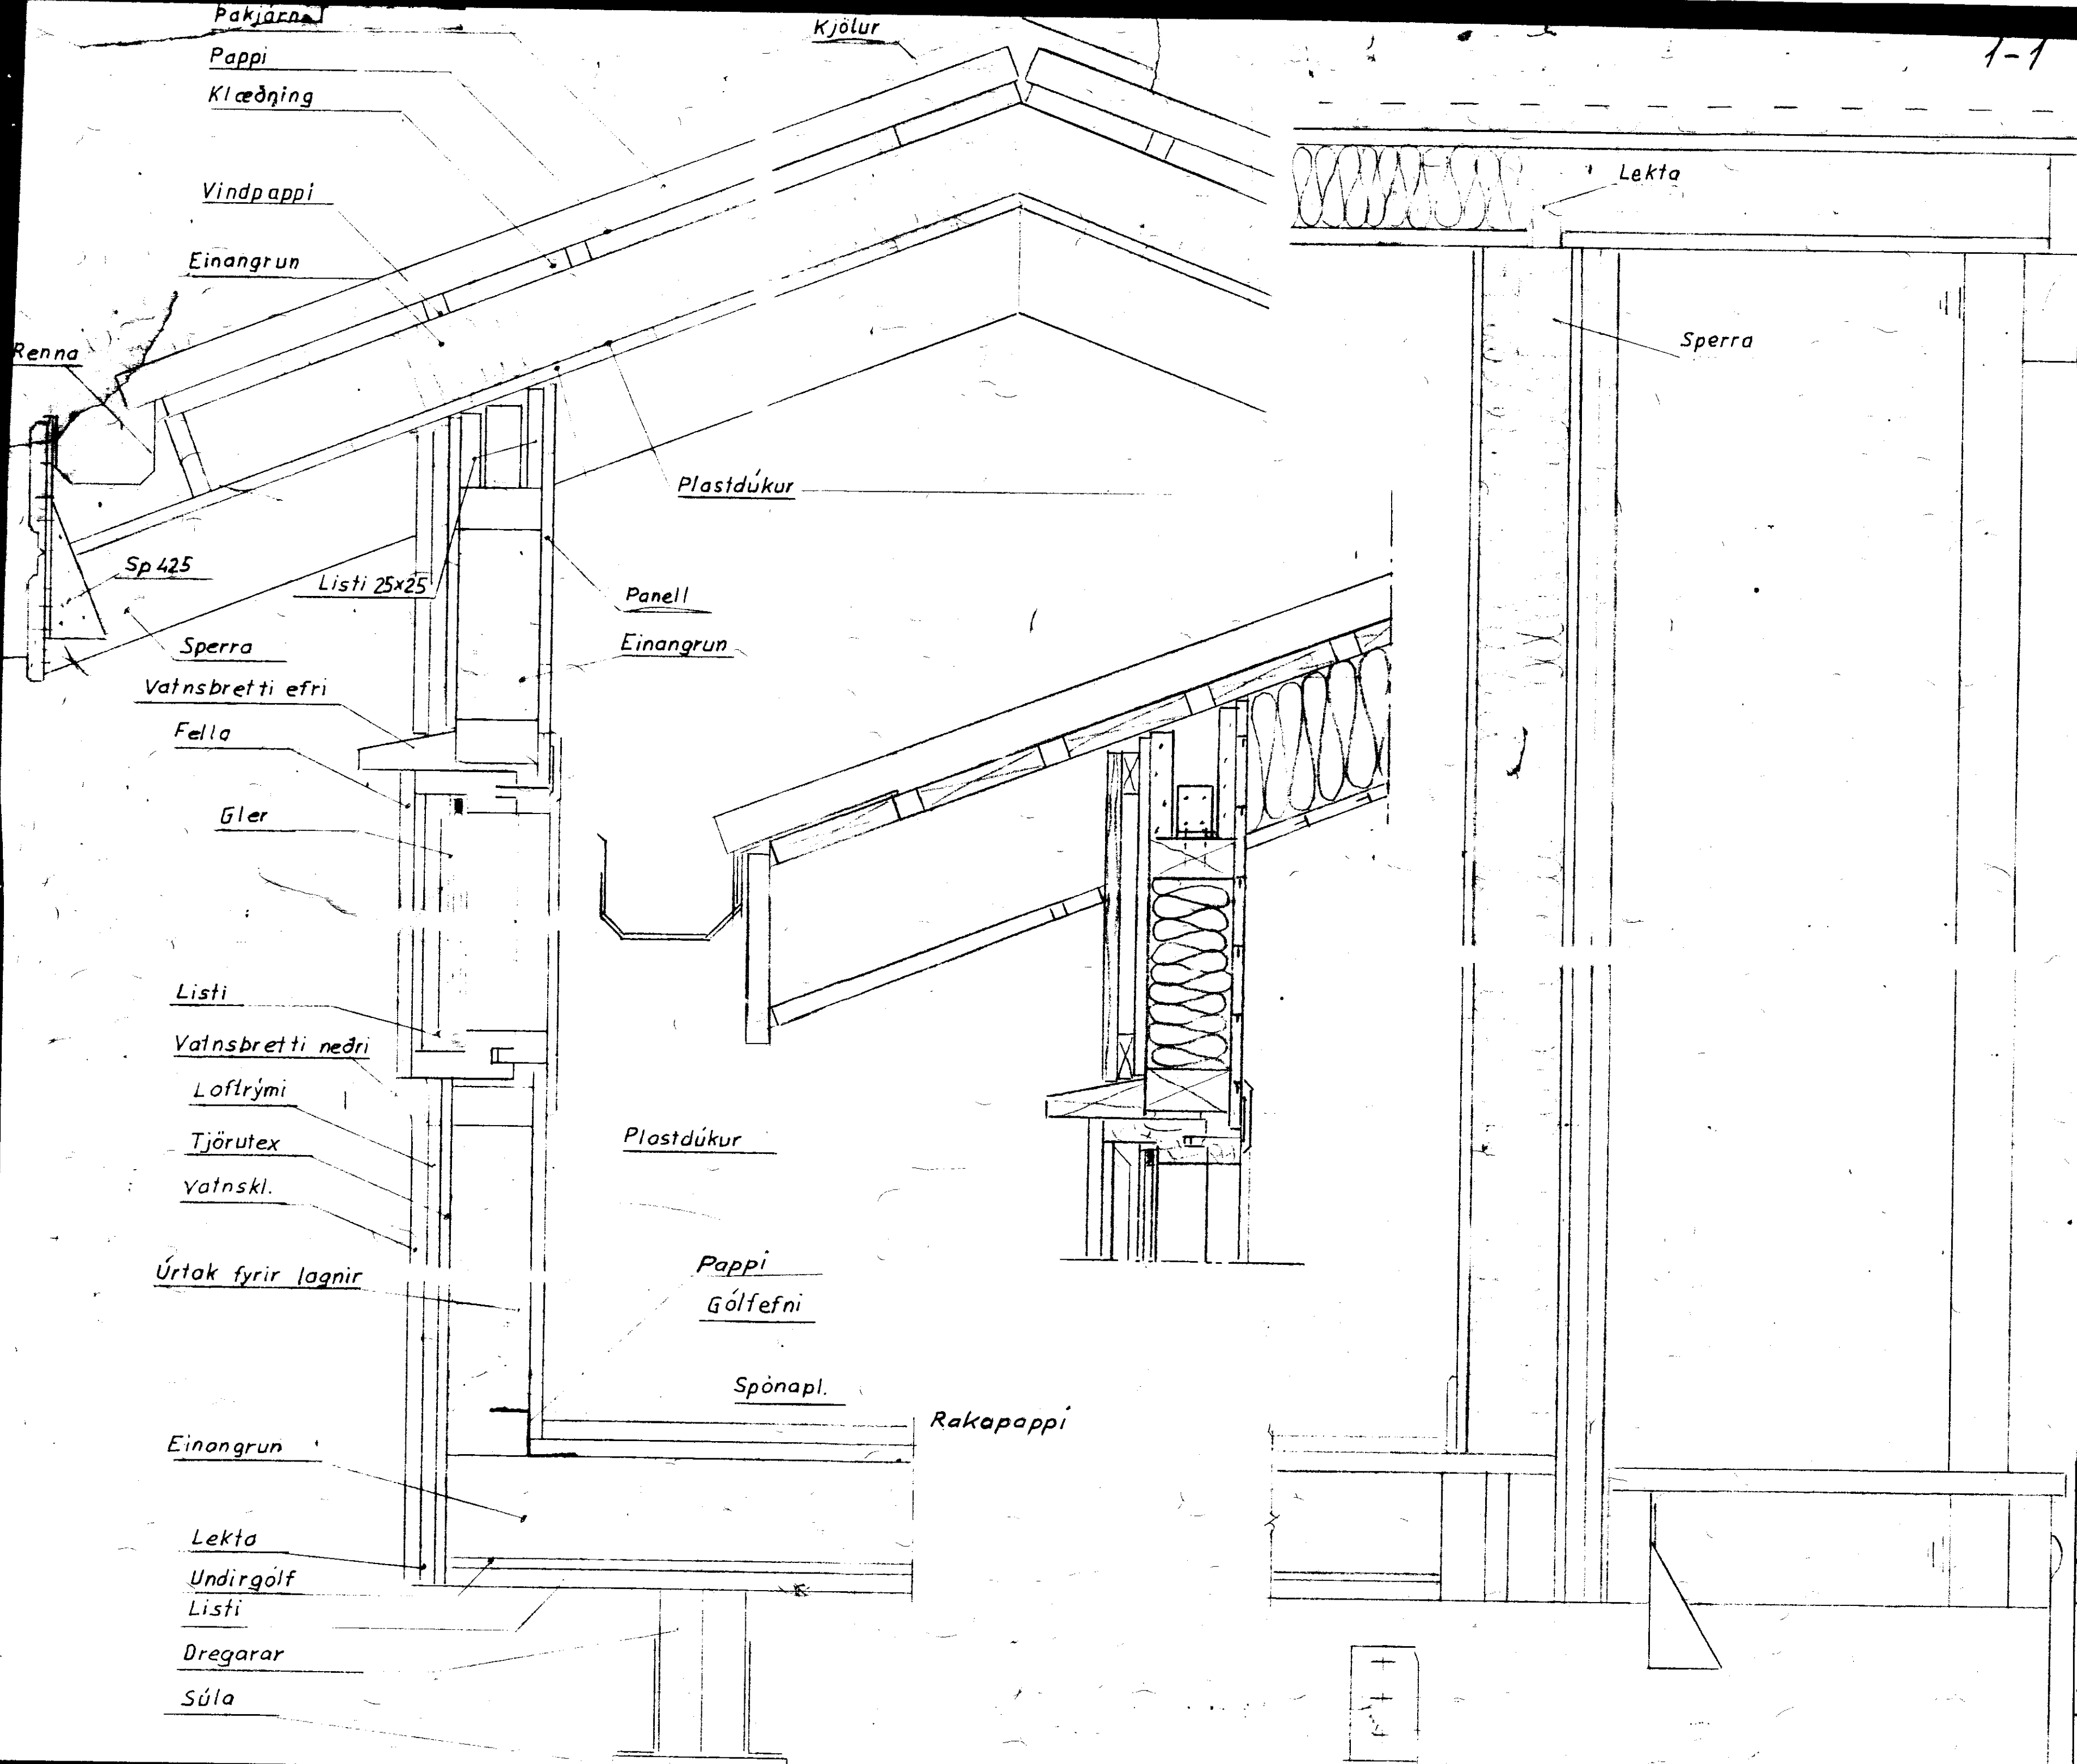 Þakjárn
Kjölur
1-1
Pappi
Klæðning
Lekta
Vindpappi
Einangrun
Sperra
Renna
Plastdúkur
Sp 425
Listi 25x25
Panell
Einangrun
Sperra
Vatnsbretti efri
Fella
Gler
Listi
Vatnsbretti neðri
Loftrými
Tjörutex
Plastdúkur
Vatnskl.
Úrtak fyrir lagnir
Pappi
Gólfefni
Spónapl.
Rakapappi
Einangrun
Lekta
Undirgólf
Listi
Dregarar
Súla